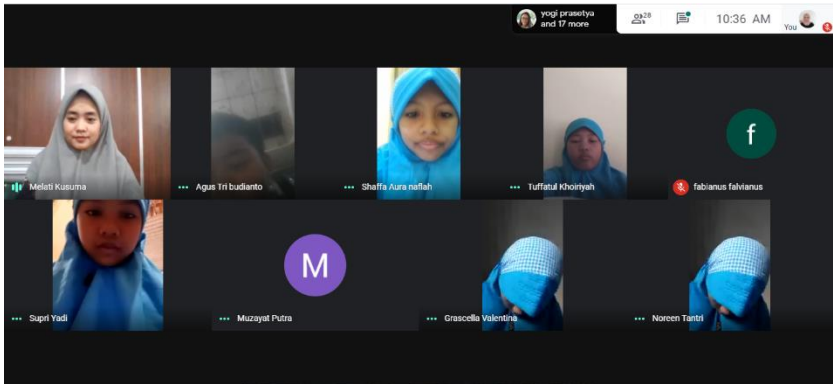 yogi prasotya
and 17 more
28
10:36 AM
You
Melati Kusuma
Agus Tri budianto
Shaffa Aura naflah
Tuffatul Khoiriyah
f
fabianus falvianus
Supri Yadi
M
Muzayat Putra
Grascella Valentina
Noreen Tantri